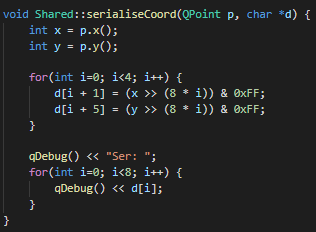 void Shared::serialiseCoord(QPoint p, char *d) {
    int x = p.x();
    int y = p.y();

    for(int i=0; i<4; i++) {
        d[i + 1] = (x >> (8 * i)) & 0xFF;
        d[i + 5] = (y >> (8 * i)) & 0xFF;
    }

    qDebug() << "Ser: ";
    for(int i=0; i<8; i++) {
        qDebug() << d[i];
    }
}